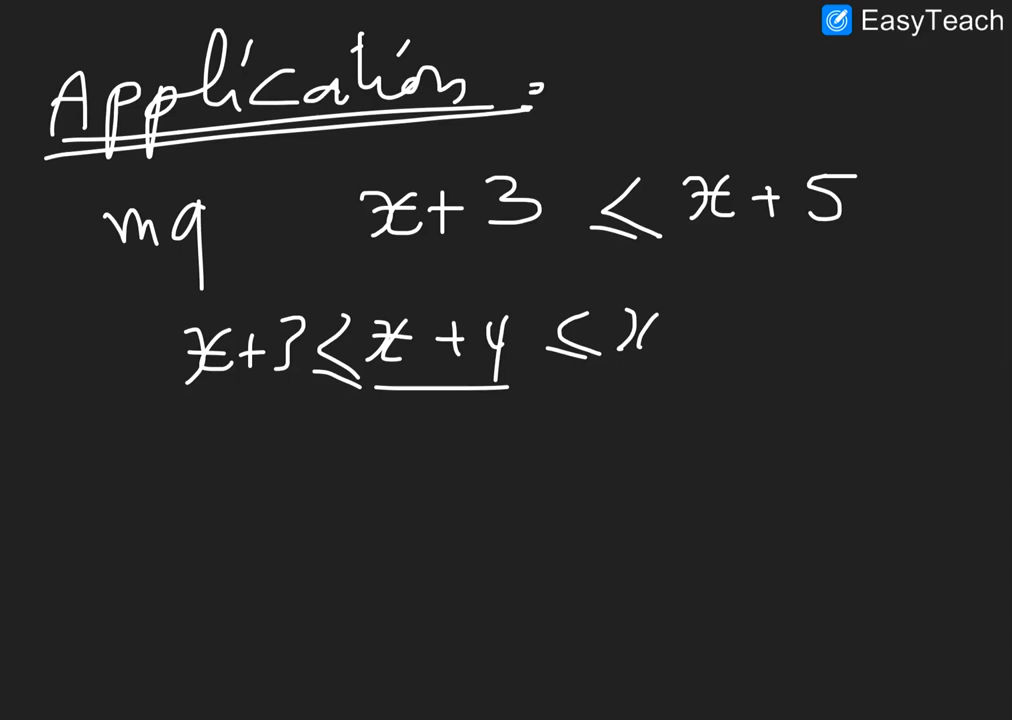 EasyTeach
Application :
mq x+3 ≤ x+5
x+3 ≤ x+4 ≤ x